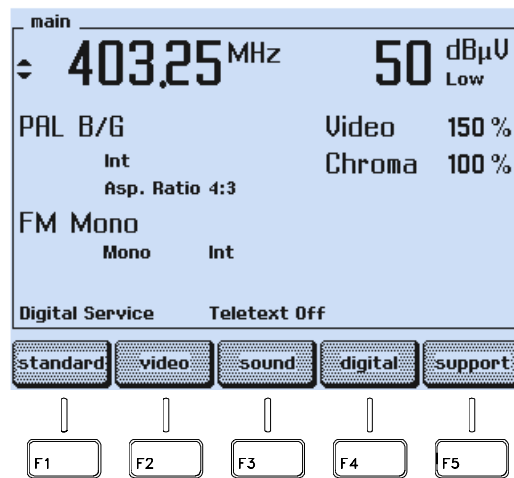 main
403.25 MHz 50 dBµV
Low
PAL B/G Video 150 %
Int Chroma 100 %
Asp. Ratio 4:3
FM Mono
Mono Int
Digital Service Teletext Off
standard video sound digital support
F1 F2 F3 F4 F5